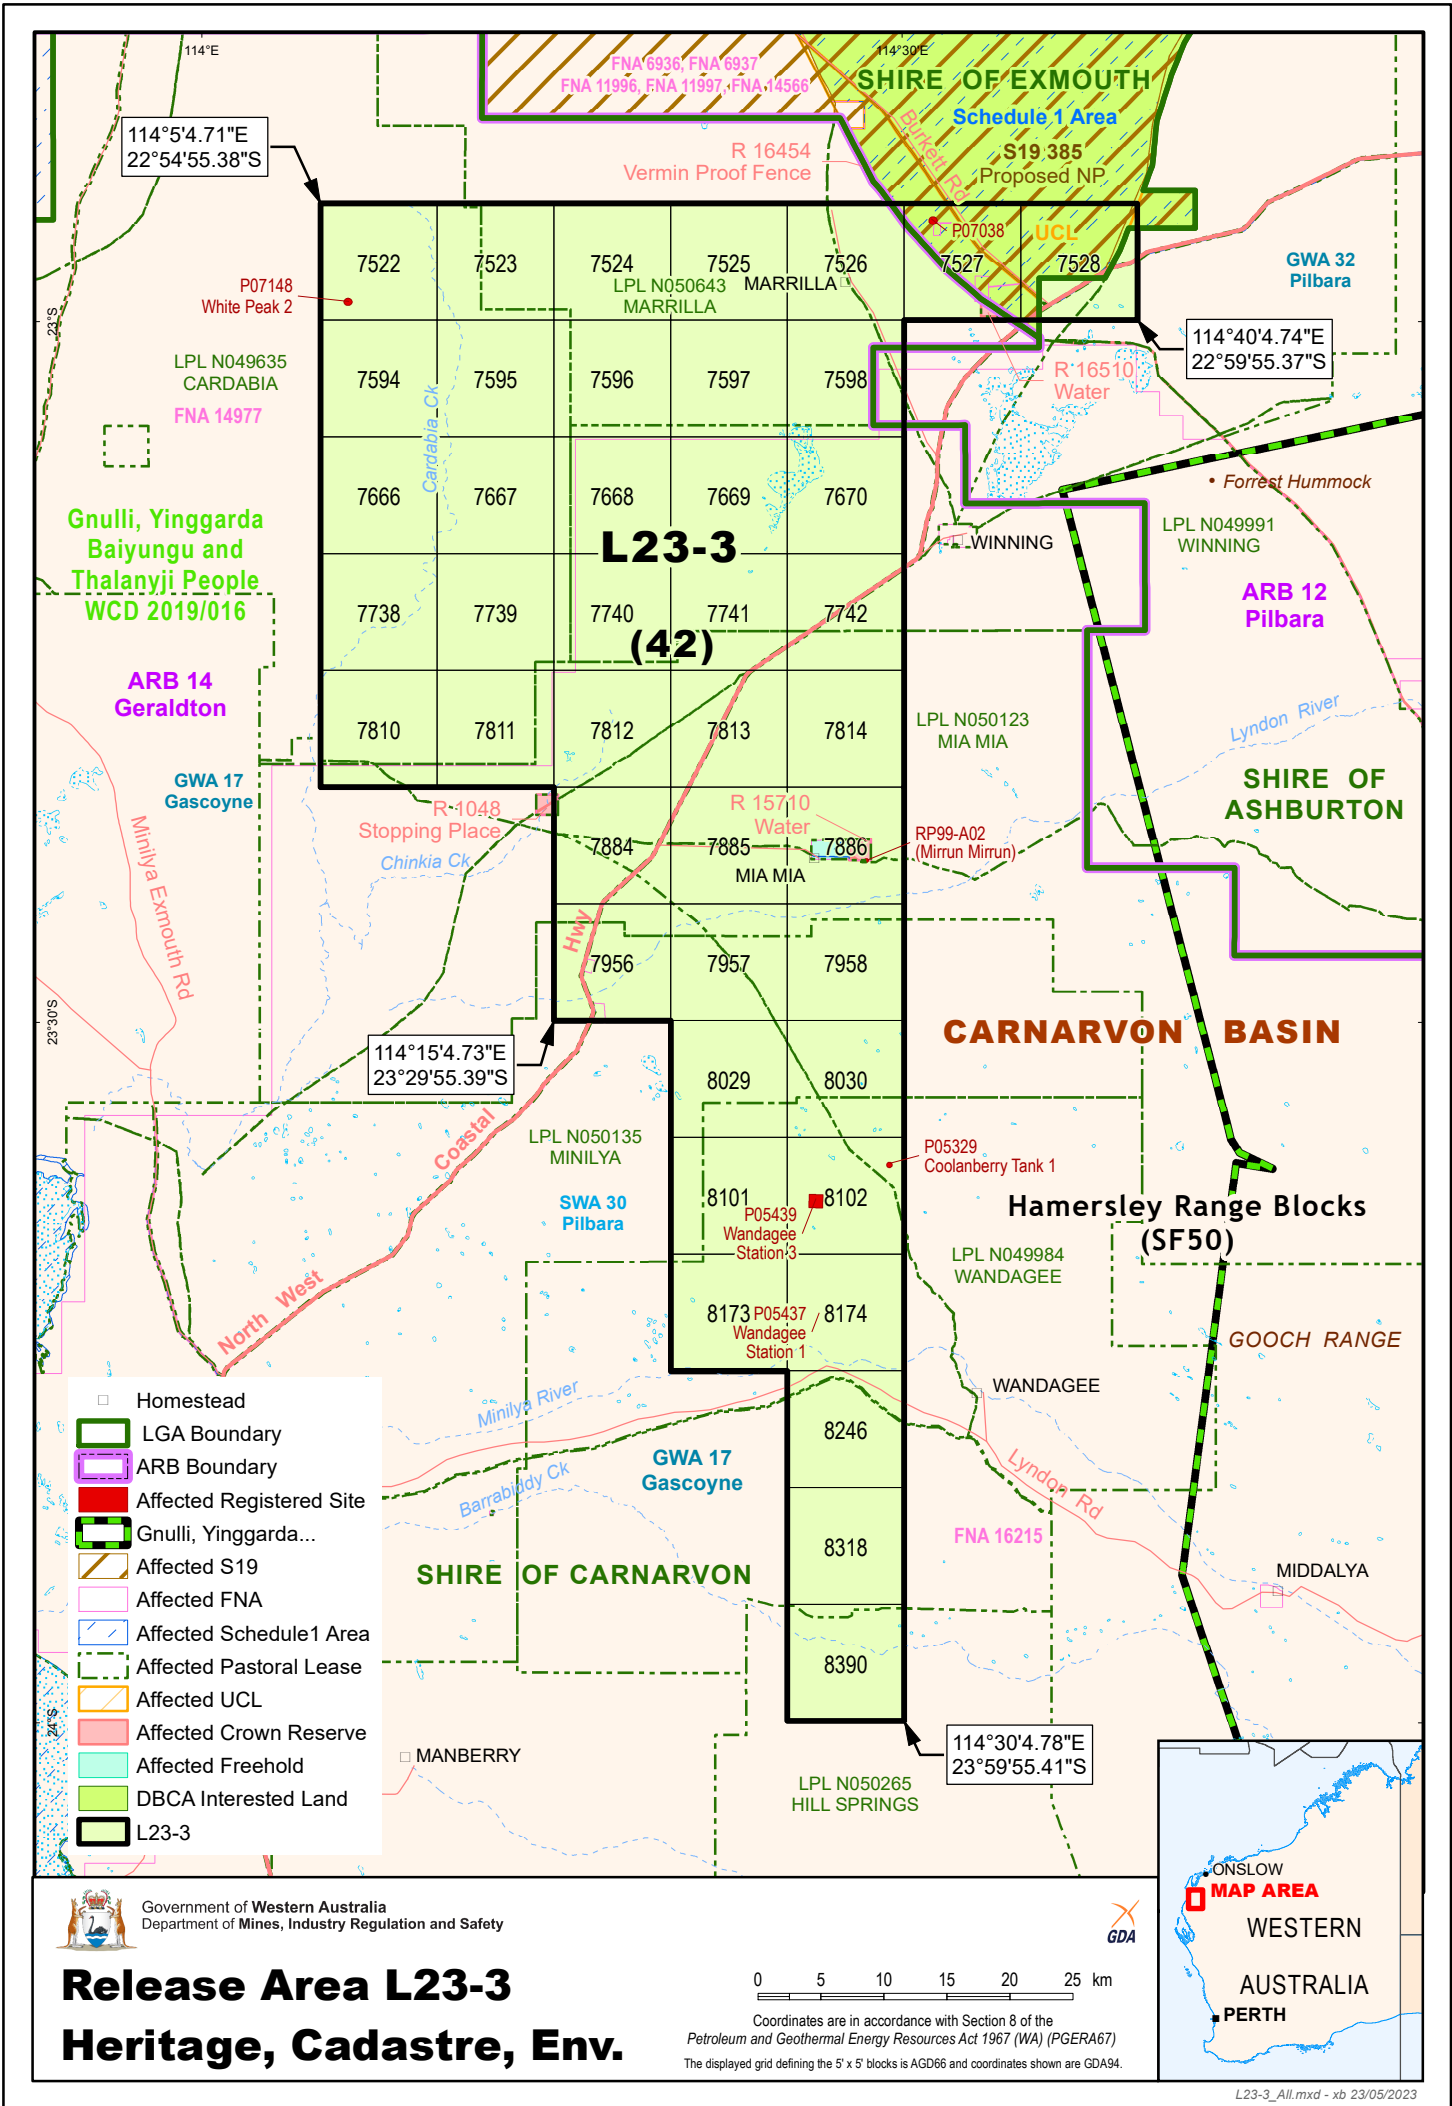 114°E
114°30'E
FNA 6936, FNA 6937
FNA 11996, FNA 11997, FNA 14566
SHIRE OF EXMOUTH
Schedule 1 Area
S19 385
Proposed NP
Burkett Rd
114°5'4.71"E
22°54'55.38"S
R 16454
Vermin Proof Fence
P07038
UCL
7522
7523
7524
7525
7526
7527
7528
LPL N050643
MARRILLA
MARRILLA
GWA 32
Pilbara
P07148
White Peak 2
23°S
114°40'4.74"E
22°59'55.37"S
LPL N049635
CARDABIA
FNA 14977
7594
7595
7596
7597
7598
R 16510
Water
Cardabia Ck
Forrest Hummock
7666
7667
7668
7669
7670
Gnulli, Yinggarda
Baiyungu and
Thalanyji People
WCD 2019/016
L23-3
(42)
WINNING
LPL N049991
WINNING
ARB 12
Pilbara
7738
7739
7740
7741
7742
ARB 14
Geraldton
7810
7811
7812
7813
7814
LPL N050123
MIA MIA
Lyndon River
SHIRE OF
ASHBURTON
GWA 17
Gascoyne
Minilya Exmouth Rd
R 1048
Stopping Place
Chinkia Ck
R 15710
Water
7884
7885
7886
MIA MIA
RP99-A02
(Mirrun Mirrun)
Hwy
7956
7957
7958
23°30'S
CARNARVON BASIN
114°15'4.73"E
23°29'55.39"S
8029
8030
Coastal
LPL N050135
MINILYA
P05329
Coolanberry Tank 1
SWA 30
Pilbara
8101
8102
P05439
Wandagee
Station 3
Hamersley Range Blocks
(SF50)
LPL N049984
WANDAGEE
North West
8173
8174
P05437
Wandagee
Station 1
GOOCH RANGE
WANDAGEE
Minilya River
8246
GWA 17
Gascoyne
Barrabiddy Ck
Lyndon Rd
FNA 16215
8318
SHIRE OF CARNARVON
MIDDALYA
8390
114°30'4.78"E
23°59'55.41"S
24°S
MANBERRY
LPL N050265
HILL SPRINGS
Homestead
LGA Boundary
ARB Boundary
Affected Registered Site
Gnulli, Yinggarda...
Affected S19
Affected FNA
Affected Schedule1 Area
Affected Pastoral Lease
Affected UCL
Affected Crown Reserve
Affected Freehold
DBCA Interested Land
L23-3
ONSLOW
MAP AREA
WESTERN
AUSTRALIA
PERTH
Government of Western Australia
Department of Mines, Industry Regulation and Safety
GDA
Release Area L23-3
Heritage, Cadastre, Env.
0 5 10 15 20 25 km
Coordinates are in accordance with Section 8 of the
Petroleum and Geothermal Energy Resources Act 1967 (WA) (PGERA67)
The displayed grid defining the 5' x 5' blocks is AGD66 and coordinates shown are GDA94.
L23-3_All.mxd - xb 23/05/2023